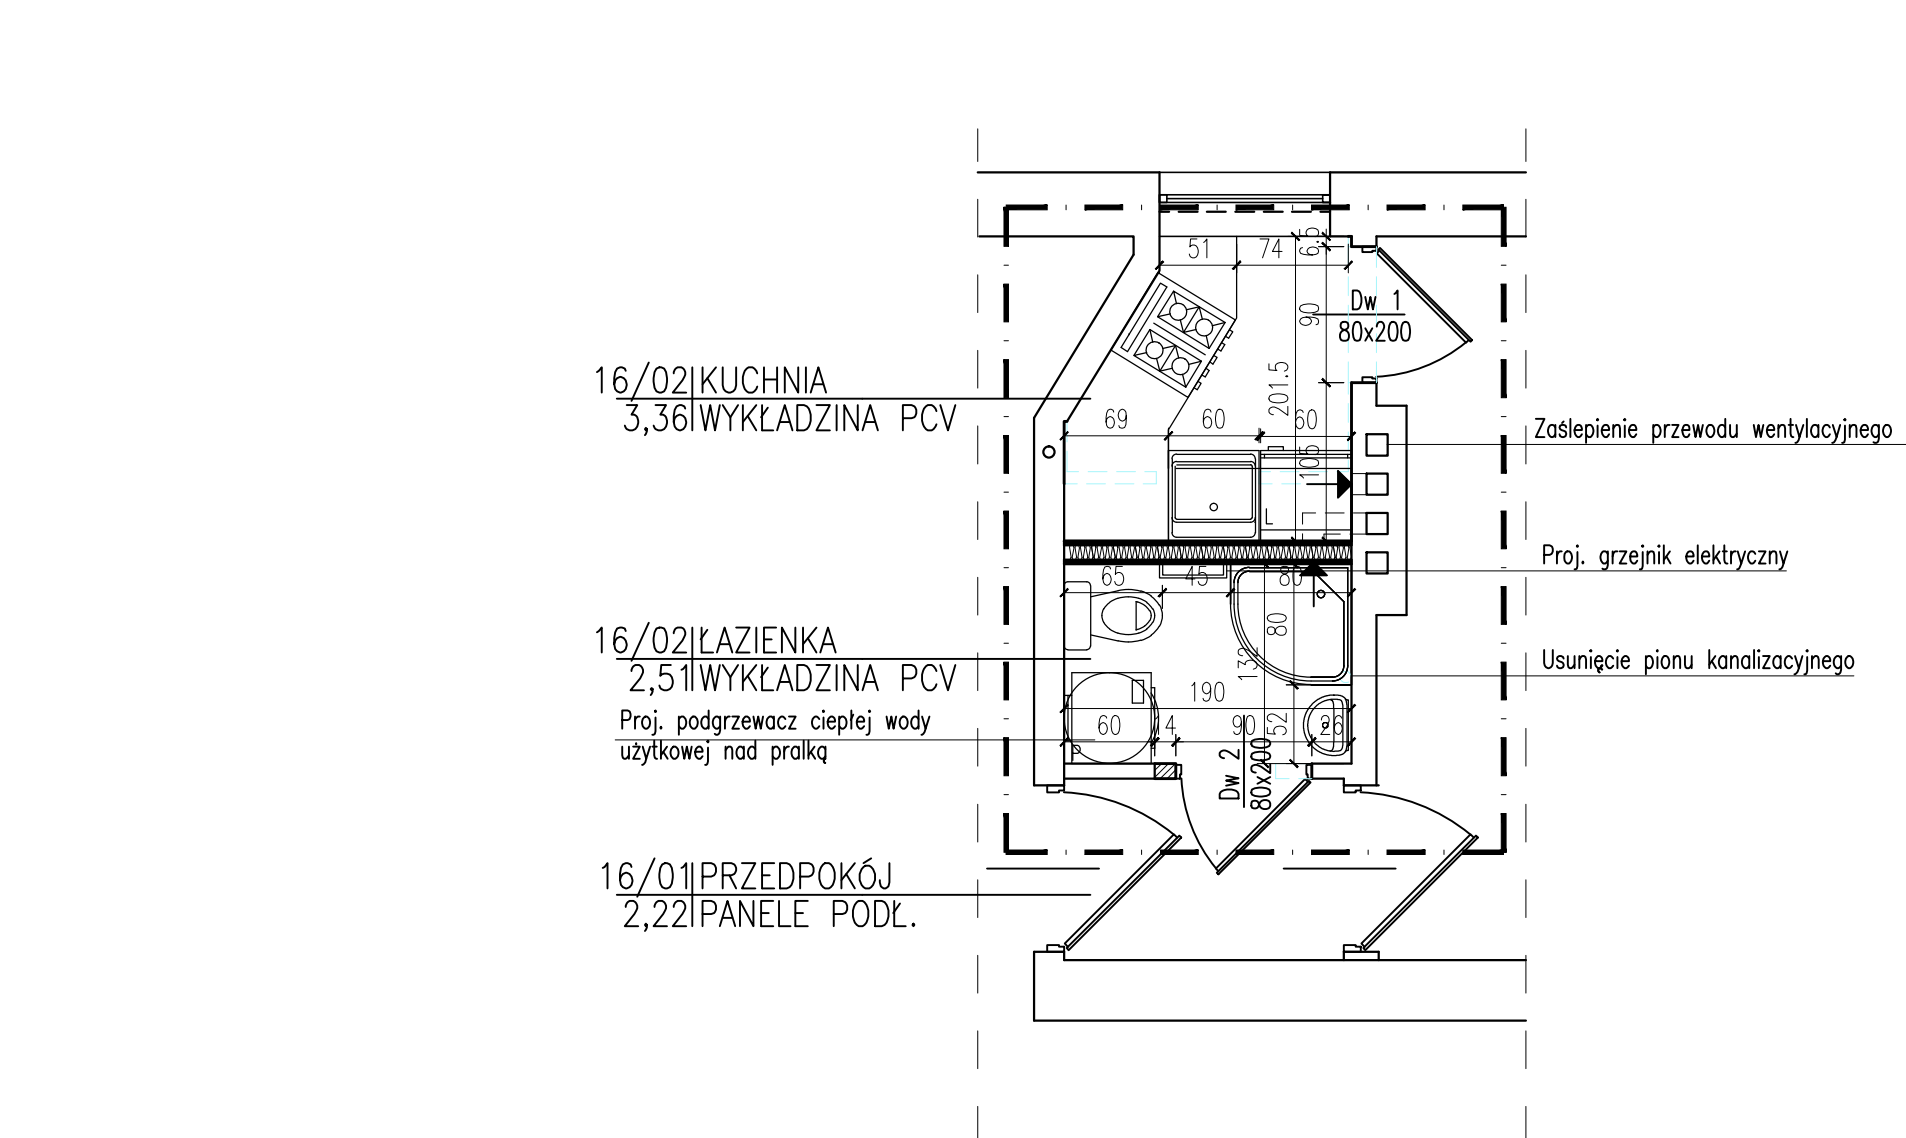 51
74
6.5
90
Dw 1
80x200
16/02 KUCHNIA
3,36 WYKŁADZINA PCV
201.5
69
60
60
105
L
Zaślepienie przewodu wentylacyjnego
Proj. grzejnik elektryczny
65
45
80
80
132
16/02 ŁAZIENKA
2,51 WYKŁADZINA PCV
Usunięcie pionu kanalizacyjnego
190
Proj. podgrzewacz ciepłej wody
użytkowej nad pralką
60
4
90
52
26
Dw 2
80x200
16/01 PRZEDPOKÓJ
2,22 PANELE PODŁ.